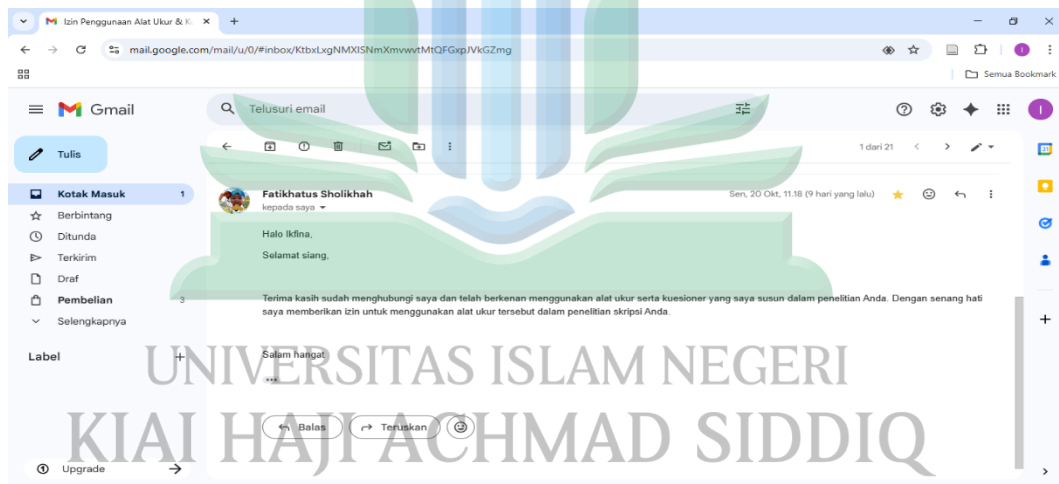 Izin Penggunaan Alat Ukur & Ku
mail.google.com/mail/u/0/#inbox/KtbxLxgNMXISNmXmvwvtMtQFGxpJVkGZmg
Semua Bookmark
Gmail
Telusuri email
Tulis
1 dari 21
Kotak Masuk 1
Berbintang
Ditunda
Terkirim
Draf
Pembelian 3
Selengkapnya
Label
Upgrade
Fatikhatus Sholikhah
Sen, 20 Okt, 11.18 (9 hari yang lalu)
kepada saya
Halo Ikfina,
Selamat siang,
Terima kasih sudah menghubungi saya dan telah berkenan menggunakan alat ukur serta kuesioner yang saya susun dalam penelitian Anda. Dengan senang hati
saya memberikan izin untuk menggunakan alat ukur tersebut dalam penelitian skripsi Anda.
Salam hangat
Balas
Teruskan
UNIVERSITAS ISLAM NEGERI
KIAI HAJI ACHMAD SIDDIQ
I
I
31